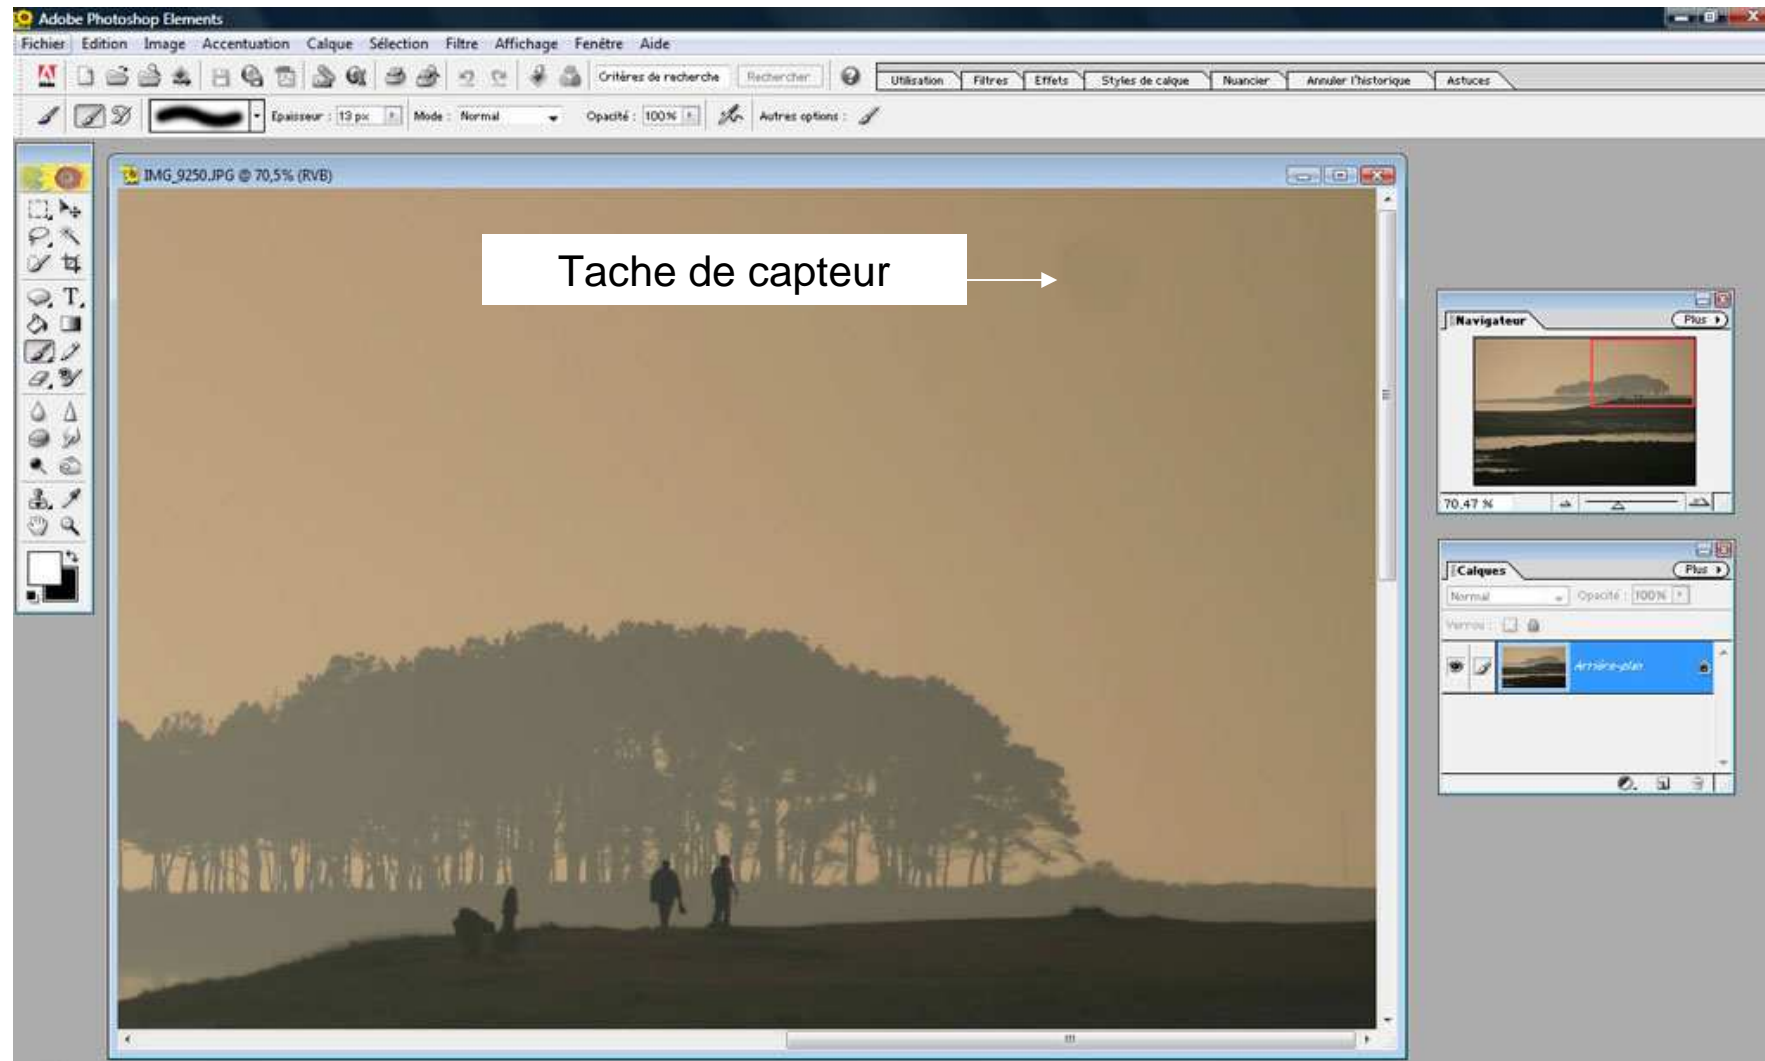 Adobe Photoshop Elements
Fichier Edition Image Accentuation Calque Sélection Filtre Affichage Fenêtre Aide
Critères de recherche Rechercher Utilisation Filtres Effets Styles de calque Nuancier Annuler l'historique Astuces
Epaisseur : 13 px Mode : Normal Opacité : 100% Autres options :
IMG_9250.JPG @ 70,5% (RVB)
Tache de capteur
Navigateur Plus
70.47 %
Calques Plus
Normal Opacité : 100%
Verrou :
Arrière-plan